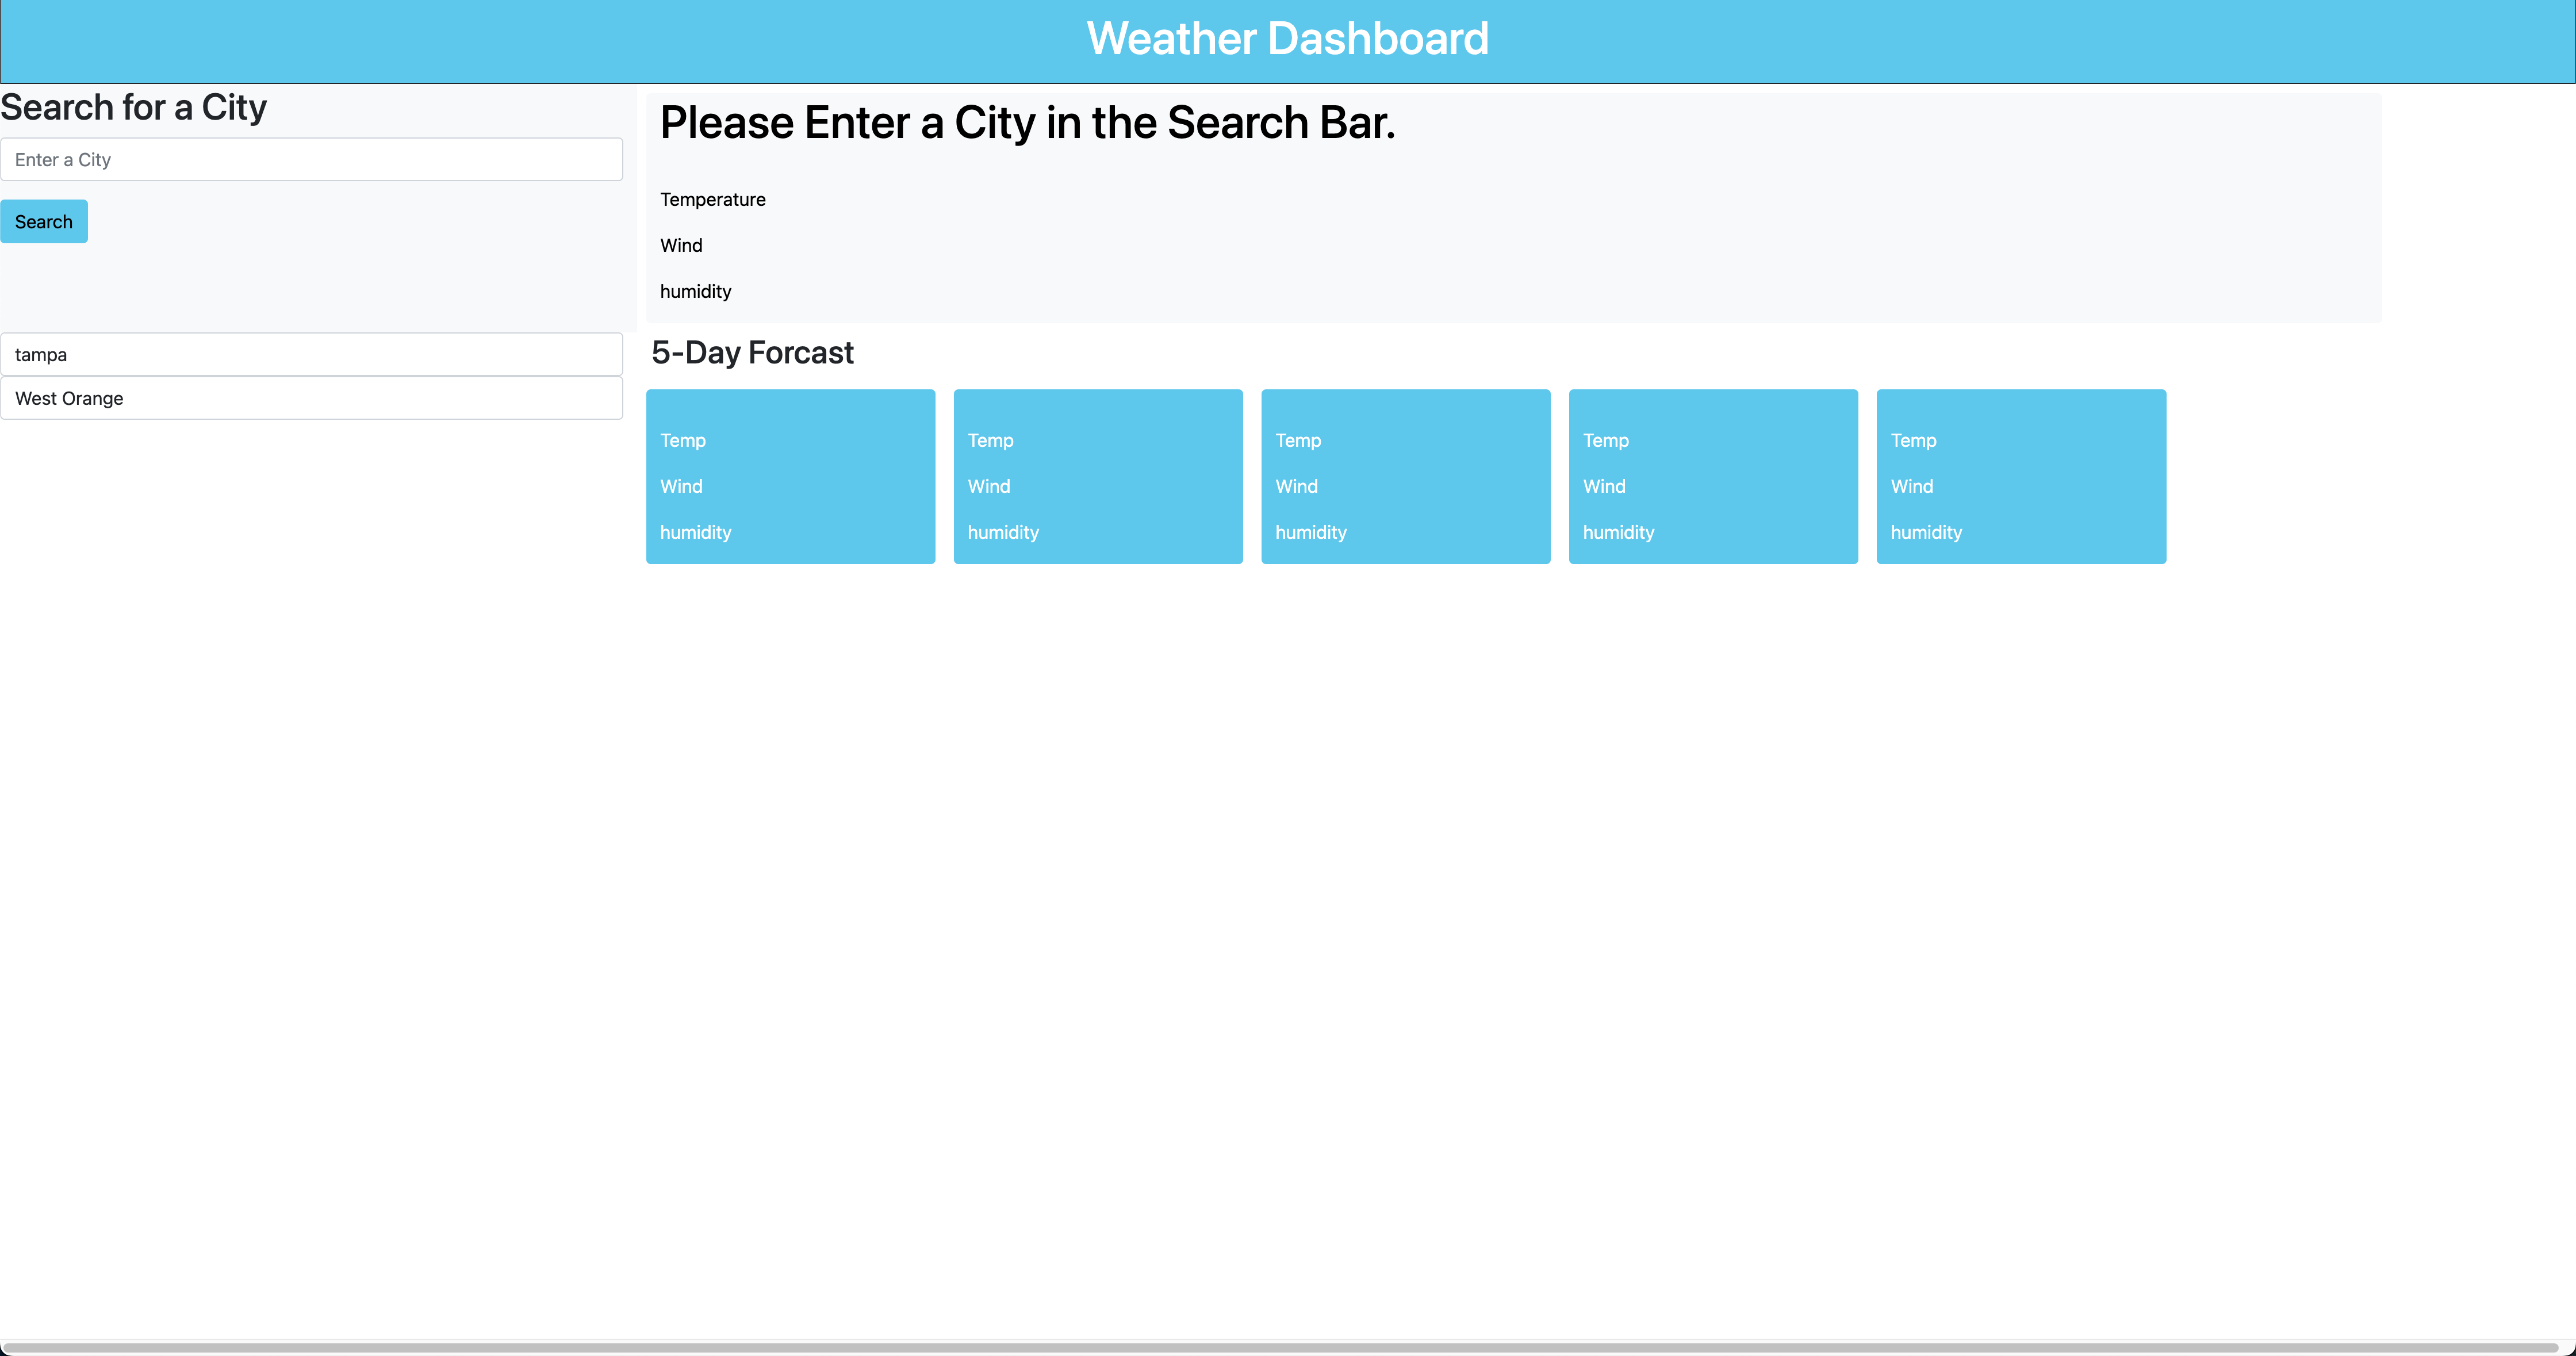 Weather Dashboard
Search for a City
Enter a City
Search
tampa
West Orange
Please Enter a City in the Search Bar.
Temperature
Wind
humidity
5-Day Forcast
Temp
Wind
humidity
Temp
Wind
humidity
Temp
Wind
humidity
Temp
Wind
humidity
Temp
Wind
humidity